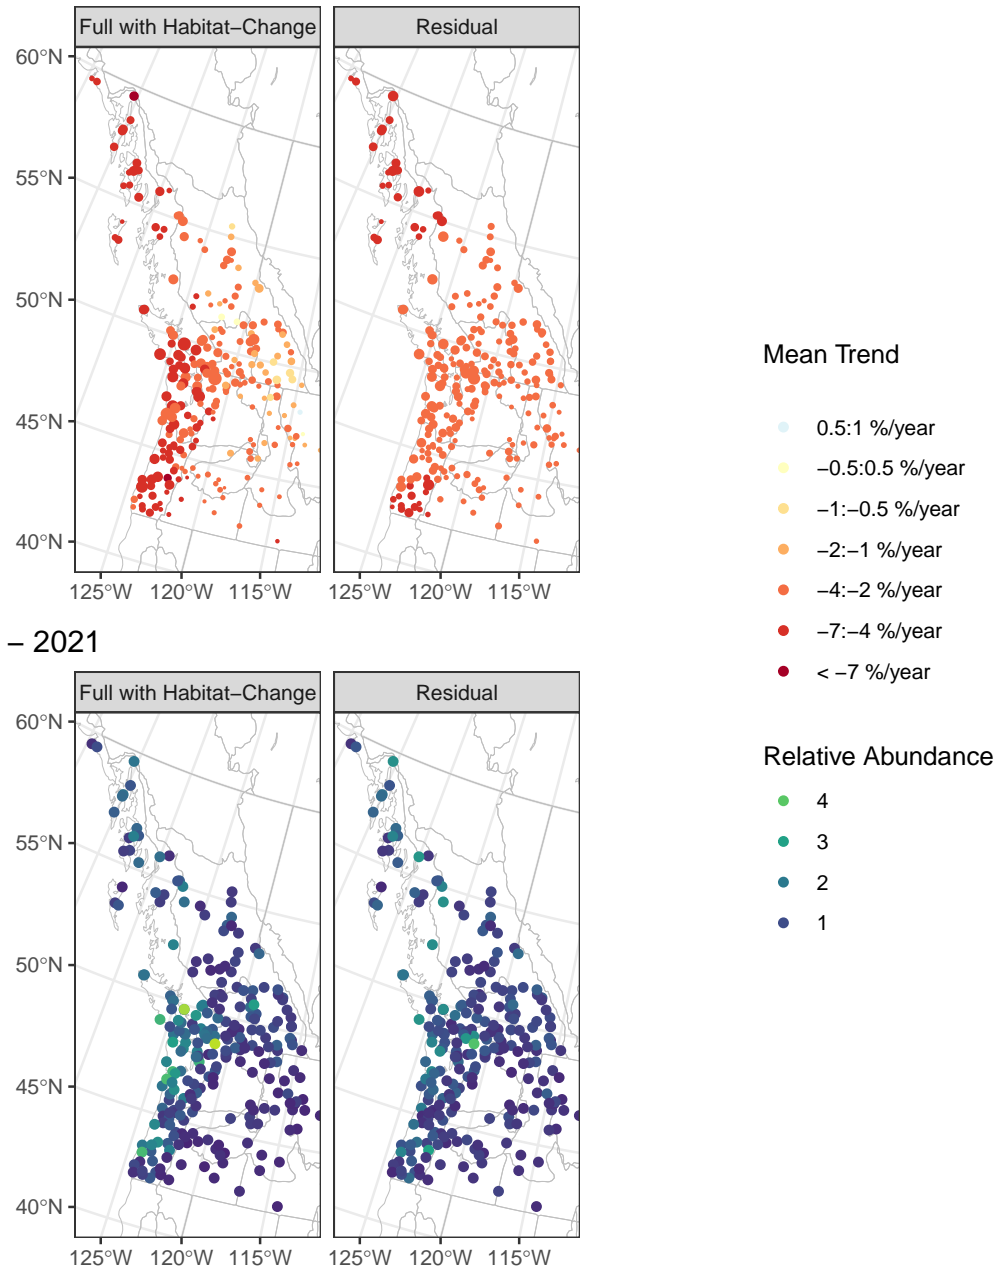 Full with Habitat−Change
Residual
60°N
55°N
50°N
45°N
40°N
125°W
120°W
115°W
125°W
120°W
115°W
Mean Trend
0.5:1 %/year
−0.5:0.5 %/year
−1:−0.5 %/year
−2:−1 %/year
−4:−2 %/year
−7:−4 %/year
< −7 %/year
− 2021
Full with Habitat−Change
Residual
60°N
55°N
50°N
45°N
40°N
125°W
120°W
115°W
125°W
120°W
115°W
Relative Abundance
4
3
2
1